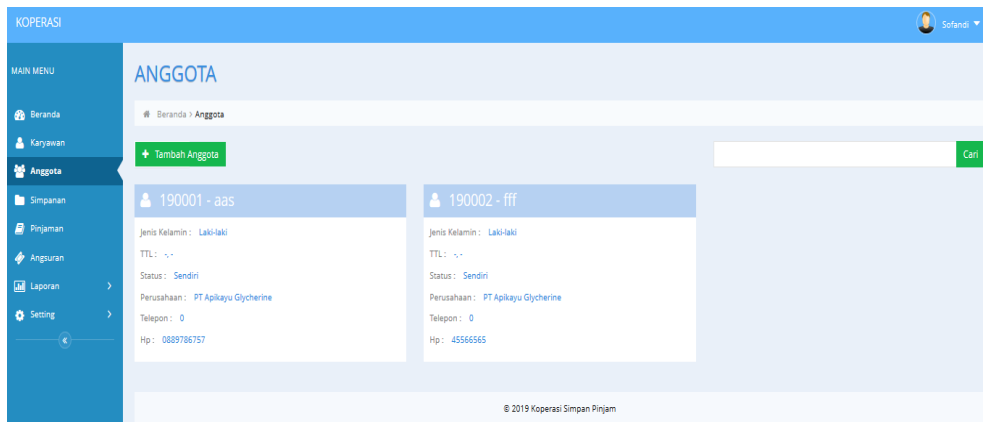 KOPERASI
Sofandi
MAIN MENU
Beranda
Karyawan
Anggota
Simpanan
Pinjaman
Angsuran
Laporan
Setting
ANGGOTA
Beranda > Anggota
+ Tambah Anggota
Cari
190001 - aas
Jenis Kelamin : Laki-laki
TTL : -, -
Status : Sendiri
Perusahaan : PT Apikayu Glycherine
Telepon : 0
Hp : 0889786757
190002 - fff
Jenis Kelamin : Laki-laki
TTL : -, -
Status : Sendiri
Perusahaan : PT Apikayu Glycherine
Telepon : 0
Hp : 45566565
© 2019 Koperasi Simpan Pinjam